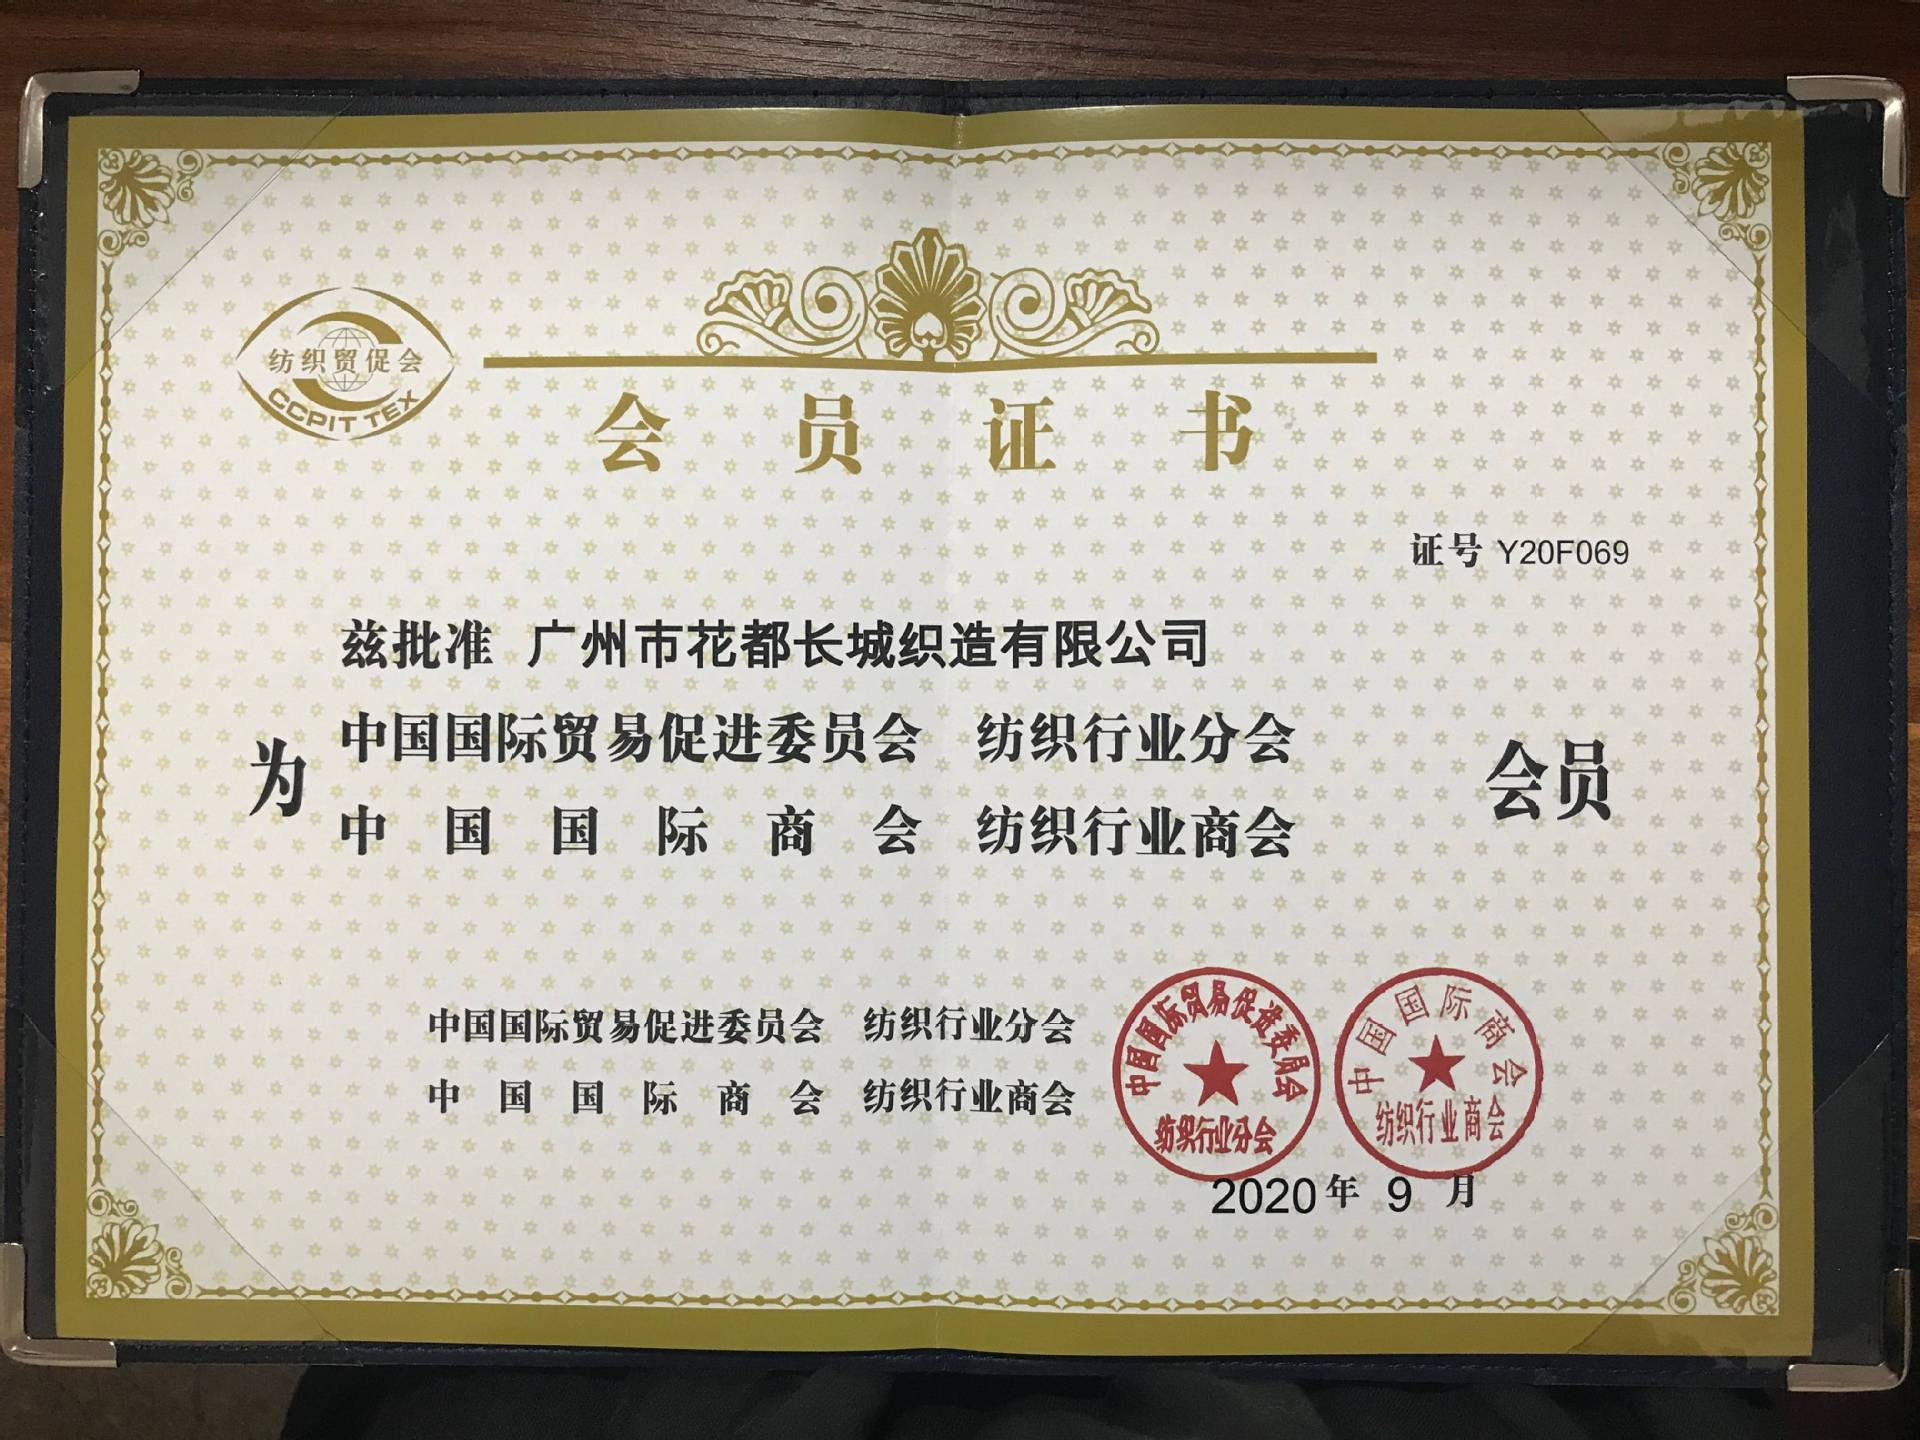 纺织贸促会
CCPIT TEX
会员证书
证号 Y20F069
兹批准 广州市花都长城织造有限公司
为
中国国际贸易促进委员会 纺织行业分会
中国国际商会 纺织行业商会
会员
中国国际贸易促进委员会 纺织行业分会
中国国际商会 纺织行业商会
中国国际贸易促进委员会
纺织行业分会
中国国际商会
纺织行业商会
2020年9月